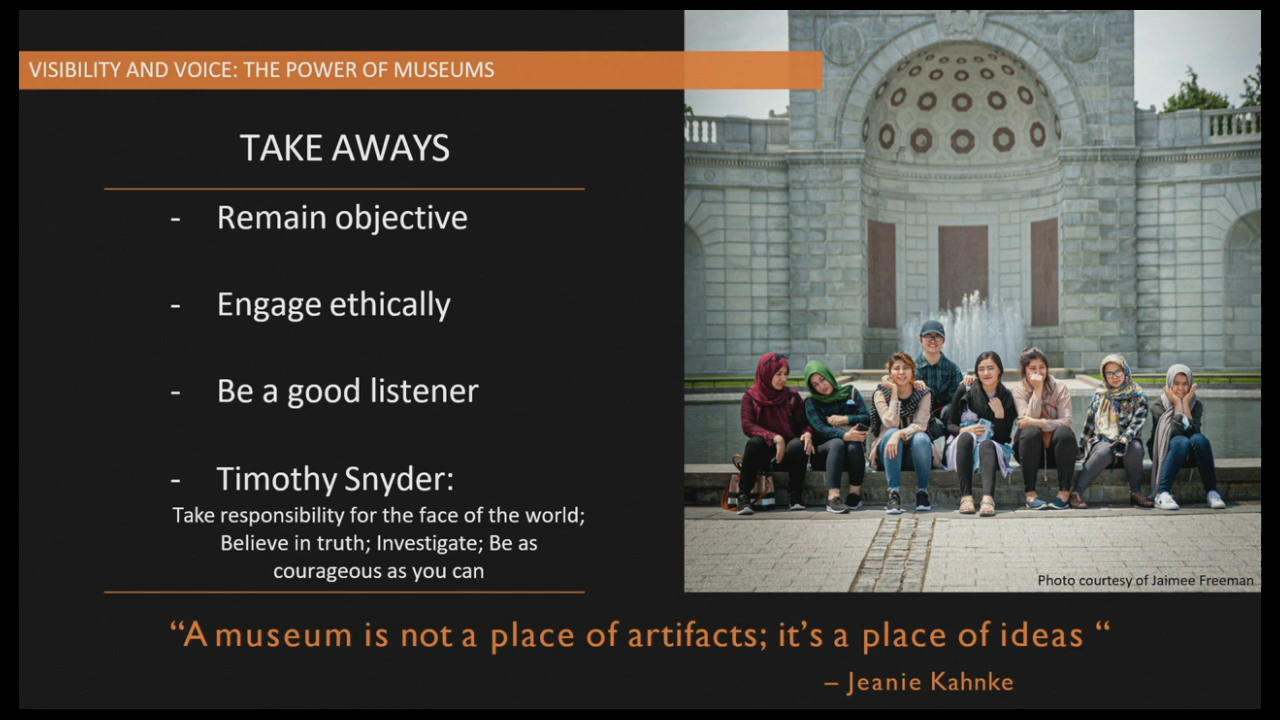 VISIBILITY AND VOICE: THE POWER OF MUSEUMS
TAKE AWAYS
- Remain objective
- Engage ethically
- Be a good listener
- Timothy Snyder:
Take responsibility for the face of the world;
Believe in truth; Investigate; Be as
courageous as you can
Photo courtesy of Jaimee Freeman
“A museum is not a place of artifacts; it’s a place of ideas “
– Jeanie Kahnke